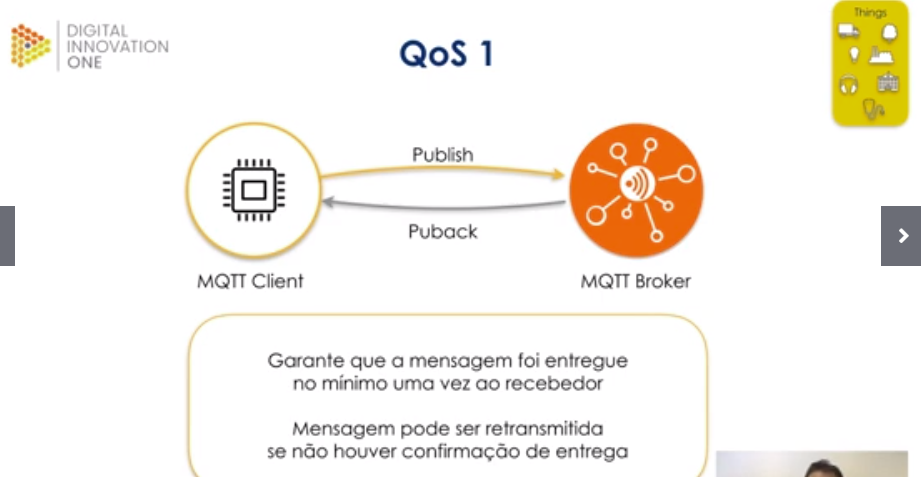 DIGITAL
INNOVATION
ONE
QoS 1
Things
Publish
Puback
MQTT Client
MQTT Broker
Garante que a mensagem foi entregue
no mínimo uma vez ao recebedor
Mensagem pode ser retransmitida
se não houver confirmação de entrega